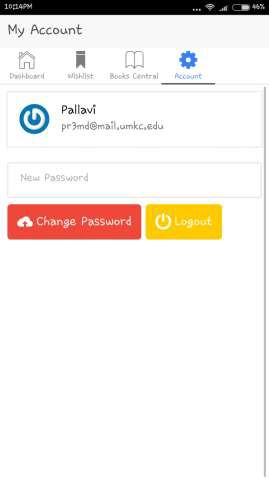 10:14PM
46%
My Account
Dashboard Wishlist Books Central Account
Pallavi
pr3md@mail.umkc.edu
New Password
Change Password Logout